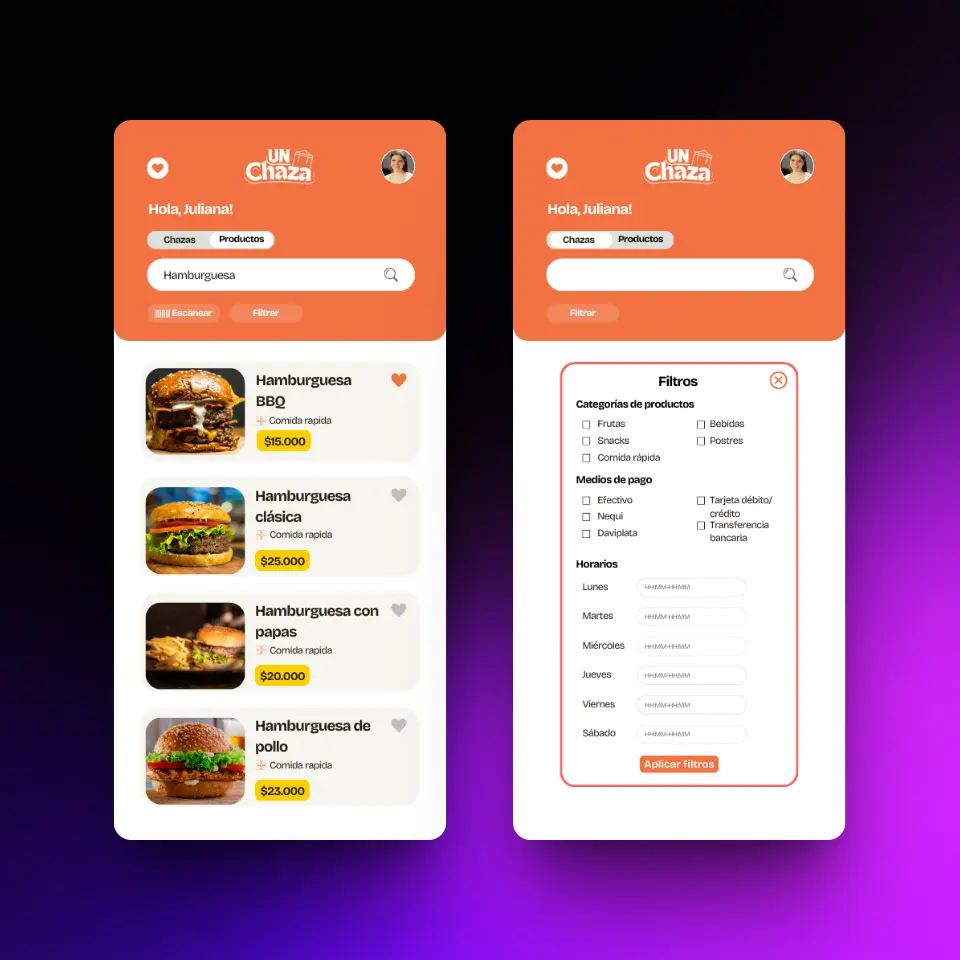 UN
Chaza
Hola, Juliana!
Chazas
Productos
Hamburguesa
Escanear
Filtrar
Hamburguesa
BBQ
Comida rapida
$15.000
Hamburguesa
clásica
Comida rapida
$25.000
Hamburguesa con
papas
Comida rapida
$20.000
Hamburguesa de
pollo
Comida rapida
$23.000
UN
Chaza
Hola, Juliana!
Chazas
Productos
Filtrar
Filtros
Categorías de productos
Frutas
Bebidas
Snacks
Postres
Comida rápida
Medios de pago
Efectivo
Tarjeta débito/
crédito
Nequi
Transferencia
bancaria
Daviplata
Horarios
Lunes
HH:MM-HH:MM
Martes
HH:MM-HH:MM
Miércoles
HH:MM-HH:MM
Jueves
HH:MM-HH:MM
Viernes
HH:MM-HH:MM
Sábado
HH:MM-HH:MM
Aplicar filtros